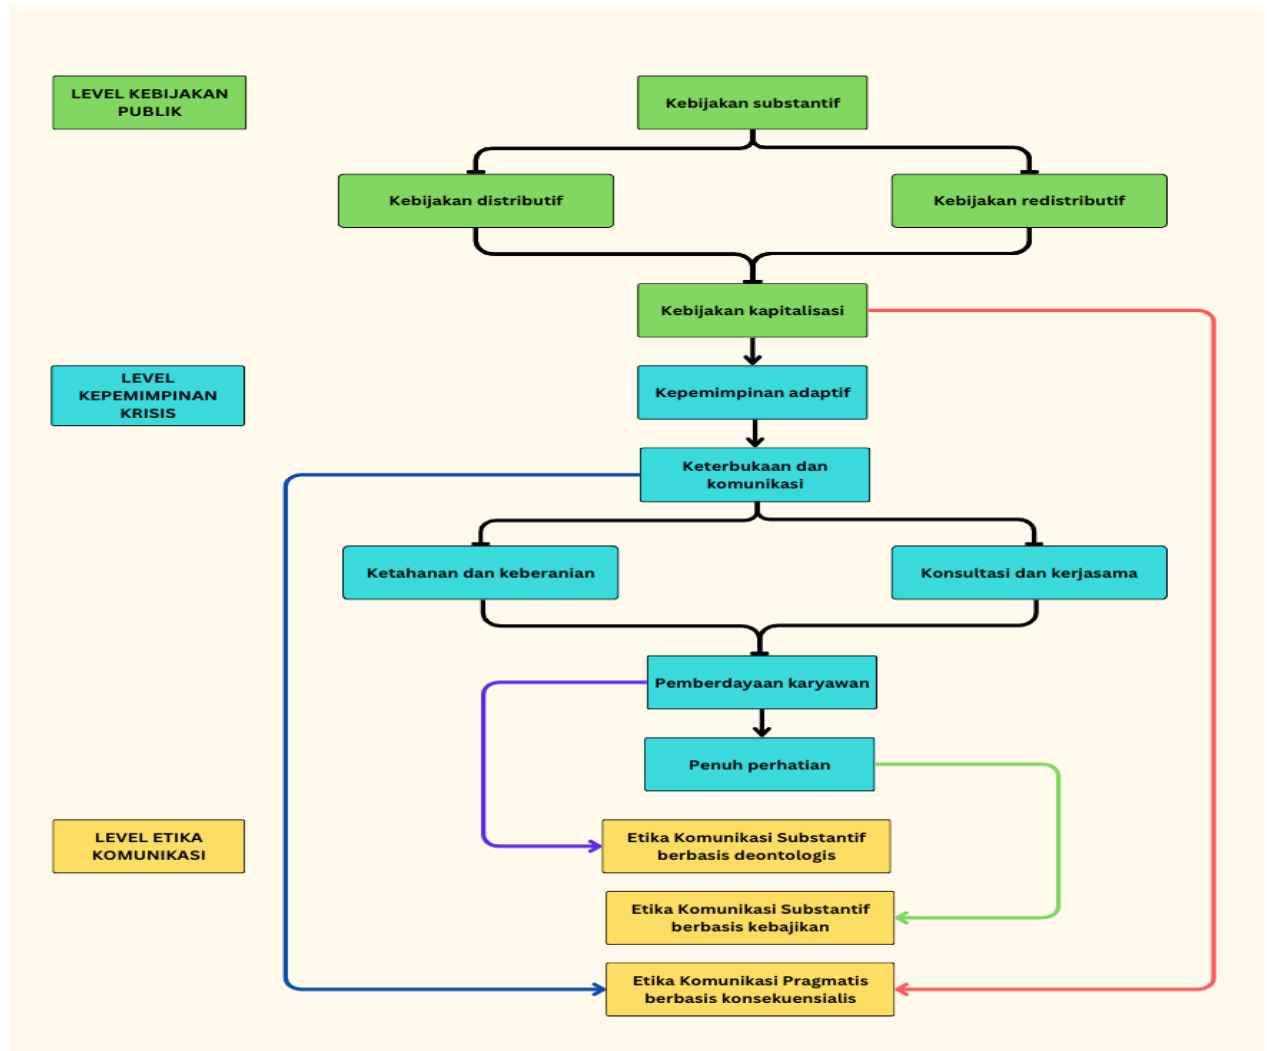 LEVEL KEBIJAKAN
PUBLIK
Kebijakan substantif
Kebijakan distributif
Kebijakan redistributif
Kebijakan kapitalisasi
LEVEL
KEPEMIMPINAN
KRISIS
Kepemimpinan adaptif
Keterbukaan dan
komunikasi
Ketahanan dan keberanian
Konsultasi dan kerjasama
Pemberdayaan karyawan
Penuh perhatian
LEVEL ETIKA
KOMUNIKASI
Etika Komunikasi Substantif
berbasis deontologis
Etika Komunikasi Substantif
berbasis kebajikan
Etika Komunikasi Pragmatis
berbasis konsekuensialis